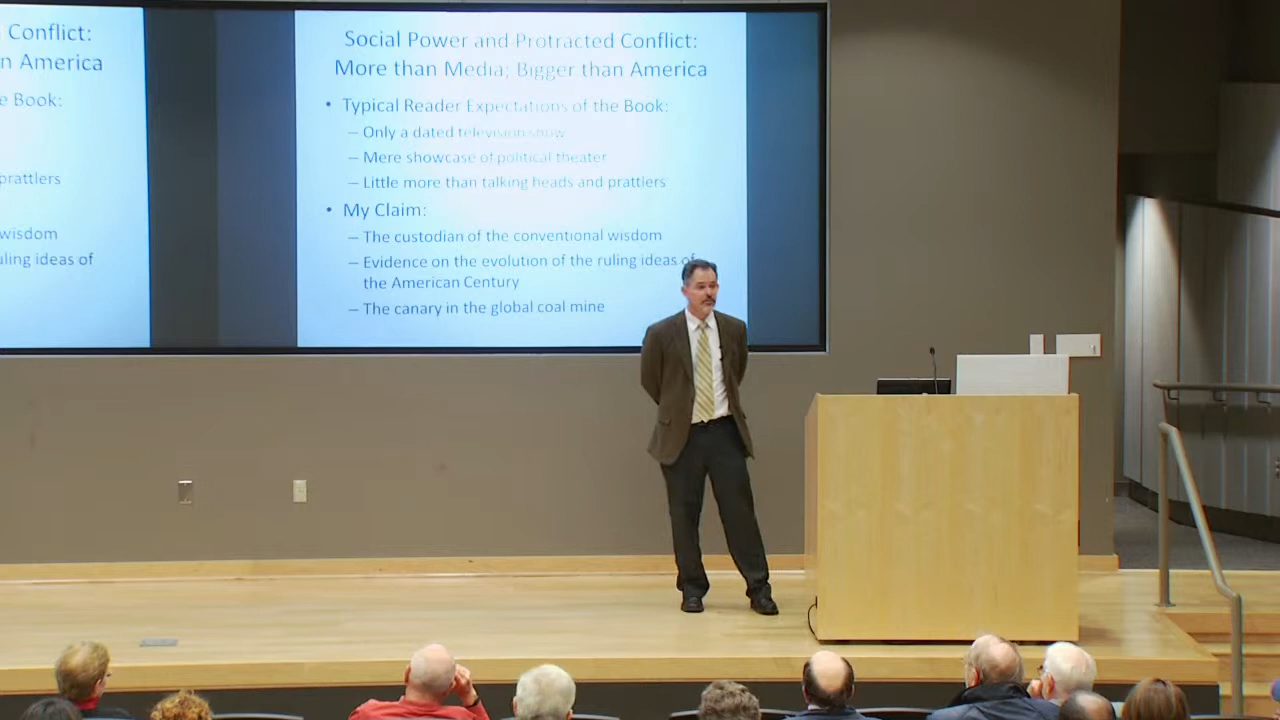 Conflict:
n America
e Book:
prattlers
wisdom
uling ideas of
Social Power and Protracted Conflict:
More than Media; Bigger than America
• Typical Reader Expectations of the Book:
– Only a dated television show
– Mere showcase of political theater
– Little more than talking heads and prattlers
• My Claim:
– The custodian of the conventional wisdom
– Evidence on the evolution of the ruling ideas of
the American Century
– The canary in the global coal mine